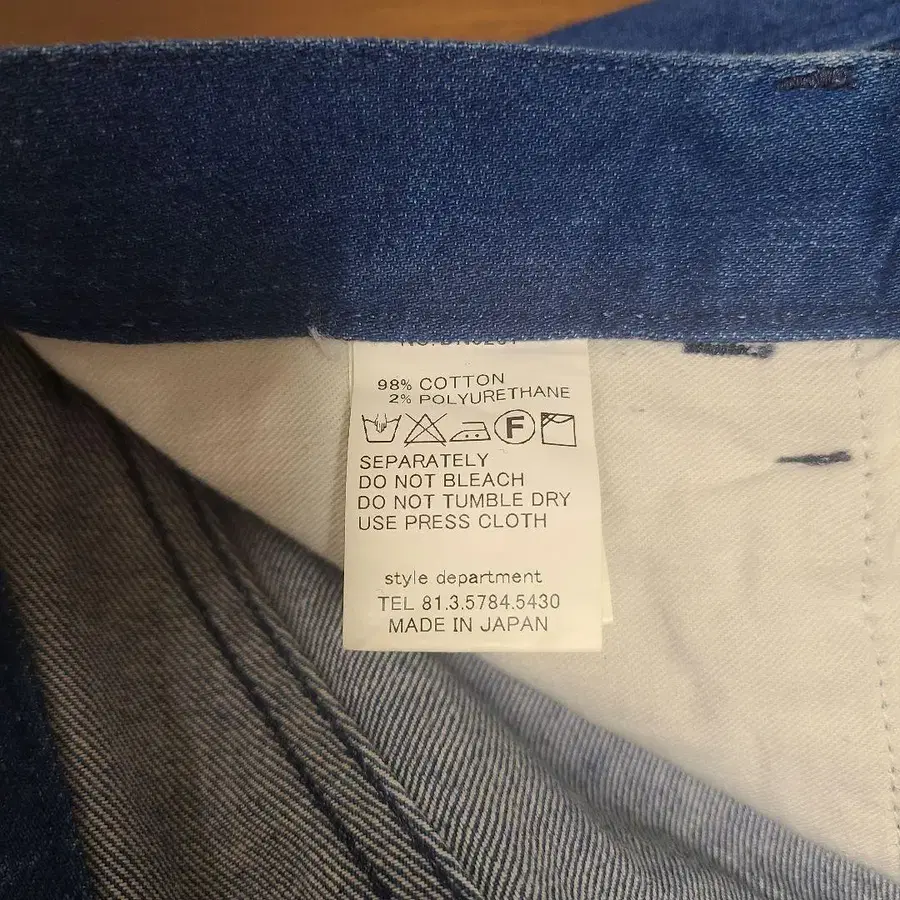 98% COTTON
2% POLYURETHANE
F
SEPARATELY
DO NOT BLEACH
DO NOT TUMBLE DRY
USE PRESS CLOTH
style department
TEL 81.3.5784.5430
MADE IN JAPAN